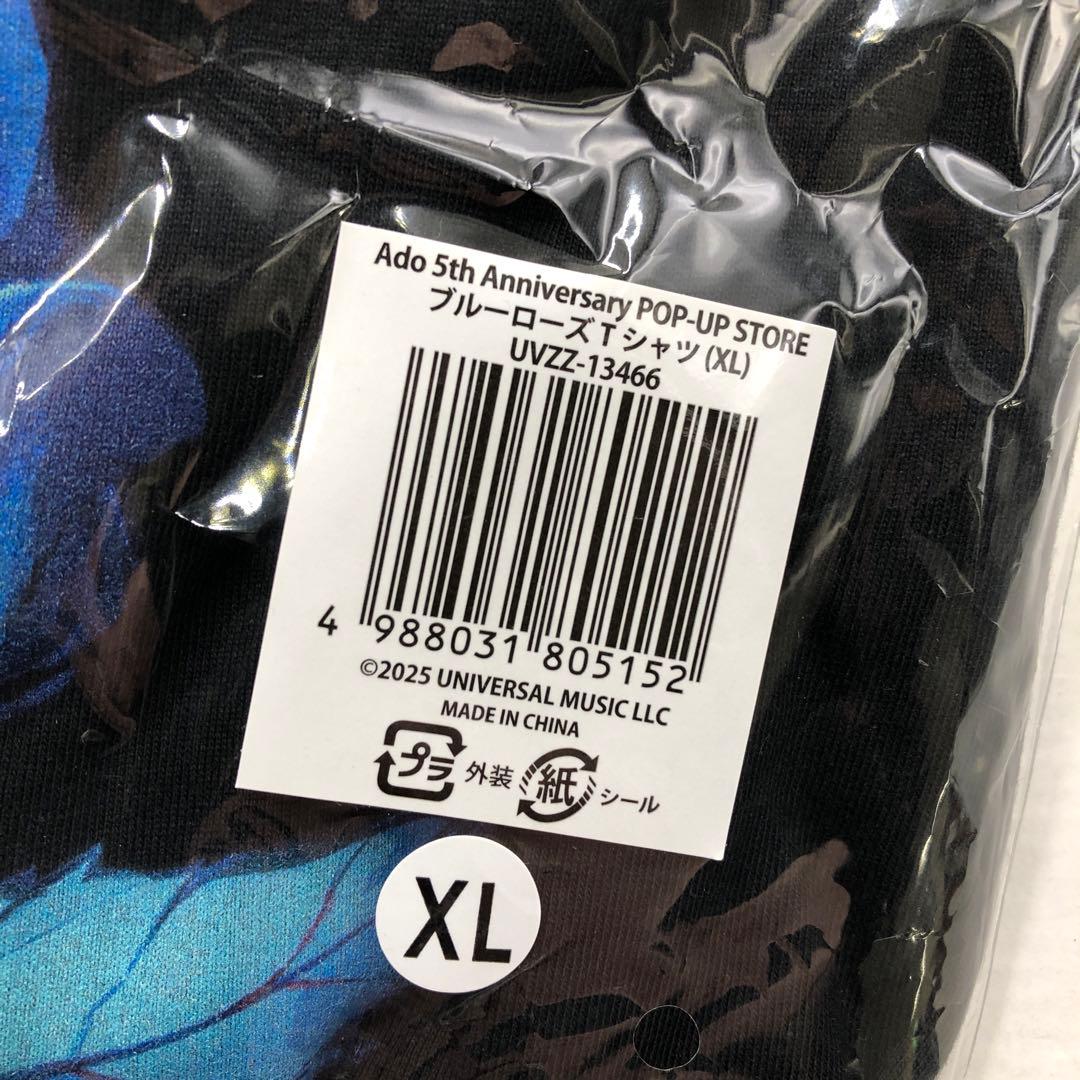 Ado 5th Anniversary POP-UP STORE
ブルーローズTシャツ(XL)
UVZZ-13466
4 988031 805152
©2025 UNIVERSAL MUSIC LLC
MADE IN CHINA
プラ 外装 紙 シール
XL